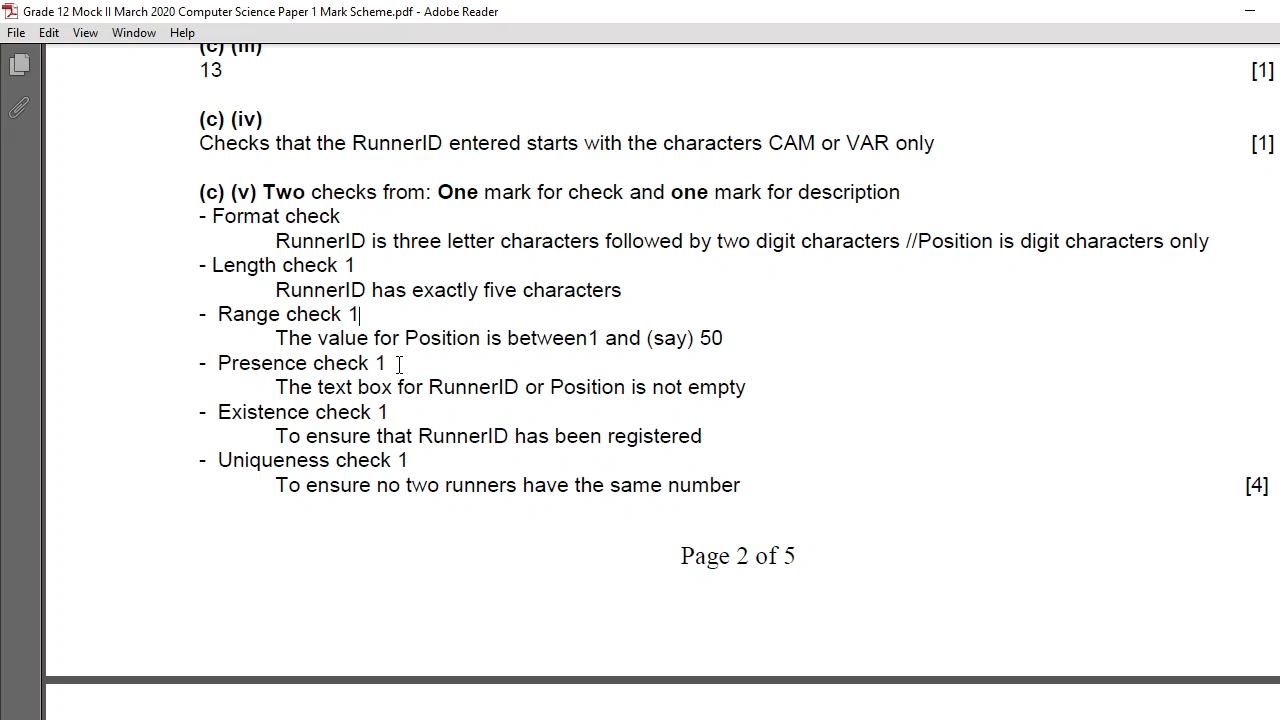 Grade 12 Mock II March 2020 Computer Science Paper 1 Mark Scheme.pdf - Adobe Reader
File Edit View Window Help
(c) (iii)
13 [1]
(c) (iv)
Checks that the RunnerID entered starts with the characters CAM or VAR only [1]
(c) (v) Two checks from: One mark for check and one mark for description
- Format check
RunnerID is three letter characters followed by two digit characters //Position is digit characters only
- Length check 1
RunnerID has exactly five characters
- Range check 1
The value for Position is between1 and (say) 50
- Presence check 1
The text box for RunnerID or Position is not empty
- Existence check 1
To ensure that RunnerID has been registered
- Uniqueness check 1
To ensure no two runners have the same number [4]
Page 2 of 5